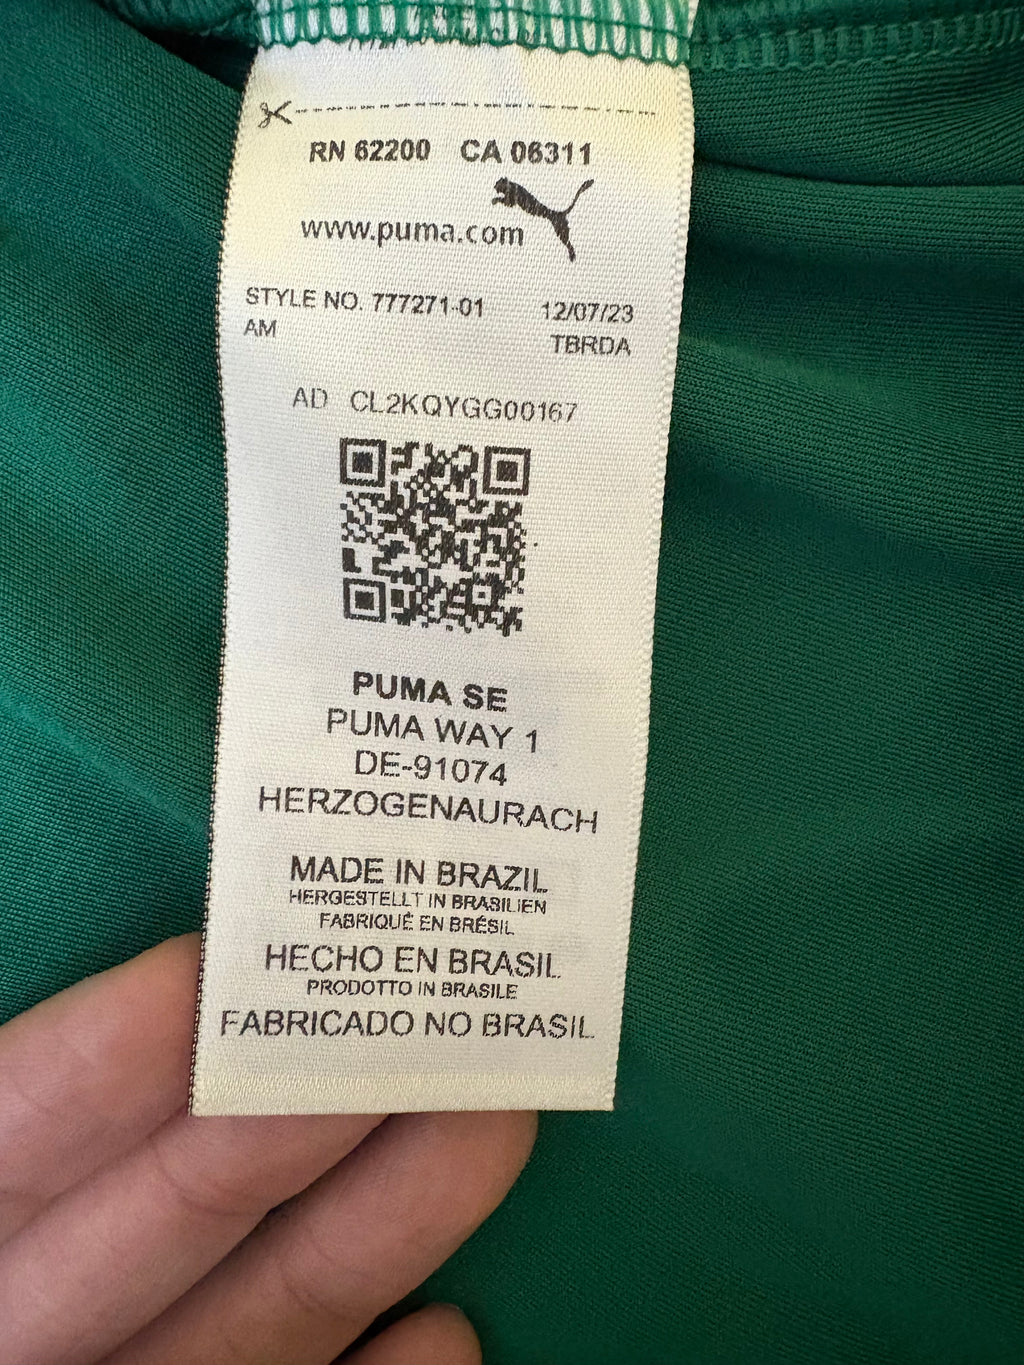 RN 62200 CA 06311
www.puma.com
STYLE NO. 777271-01 12/07/23
AM TBRDA
AD CL2KQYGG00167
PUMA SE
PUMA WAY 1
DE-91074
HERZOGENAURACH
MADE IN BRAZIL
HERGESTELLT IN BRASILIEN
FABRIQUÉ EN BRÉSIL
HECHO EN BRASIL
PRODOTTO IN BRASILE
FABRICADO NO BRASIL